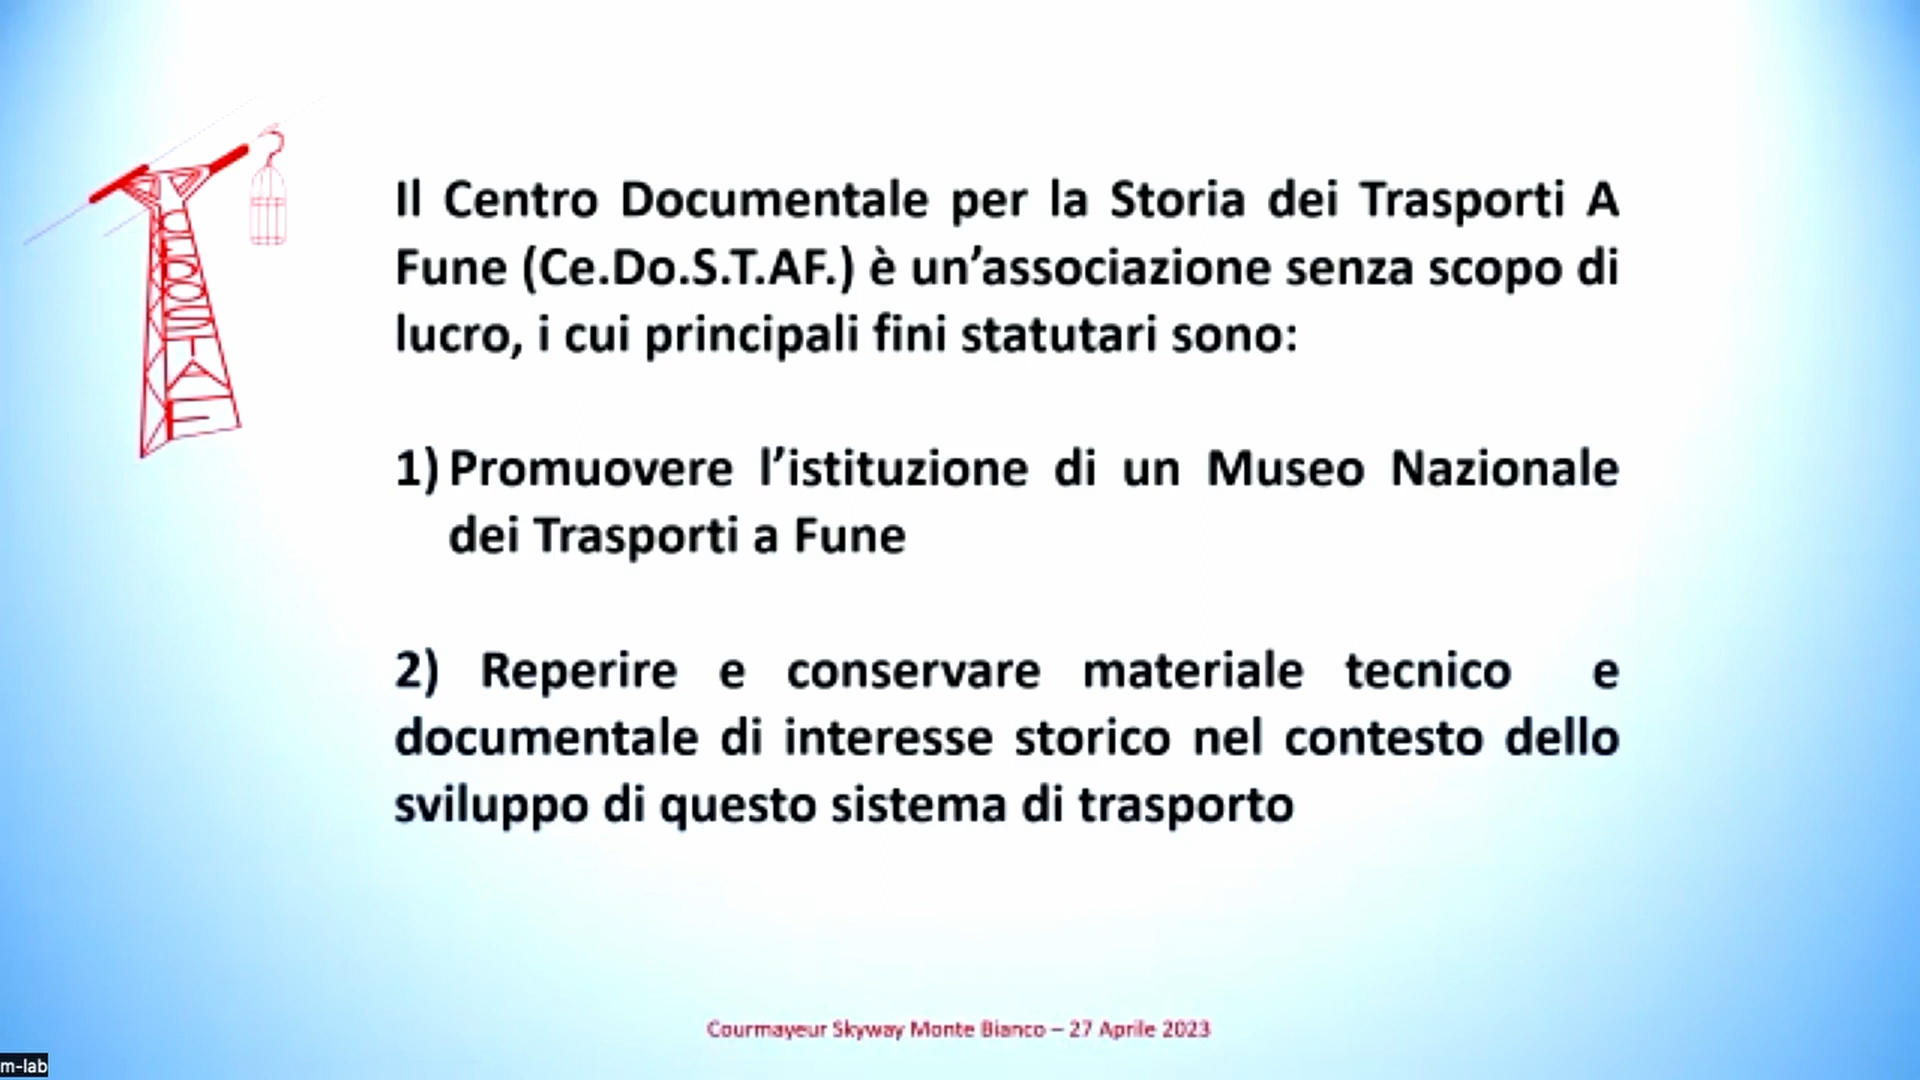 CEDOSTAF
Il Centro Documentale per la Storia dei Trasporti A
Fune (Ce.Do.S.T.AF.) è un’associazione senza scopo di
lucro, i cui principali fini statutari sono:
1) Promuovere l’istituzione di un Museo Nazionale
dei Trasporti a Fune
2) Reperire e conservare materiale tecnico e
documentale di interesse storico nel contesto dello
sviluppo di questo sistema di trasporto
Courmayeur Skyway Monte Bianco – 27 Aprile 2023
m-lab